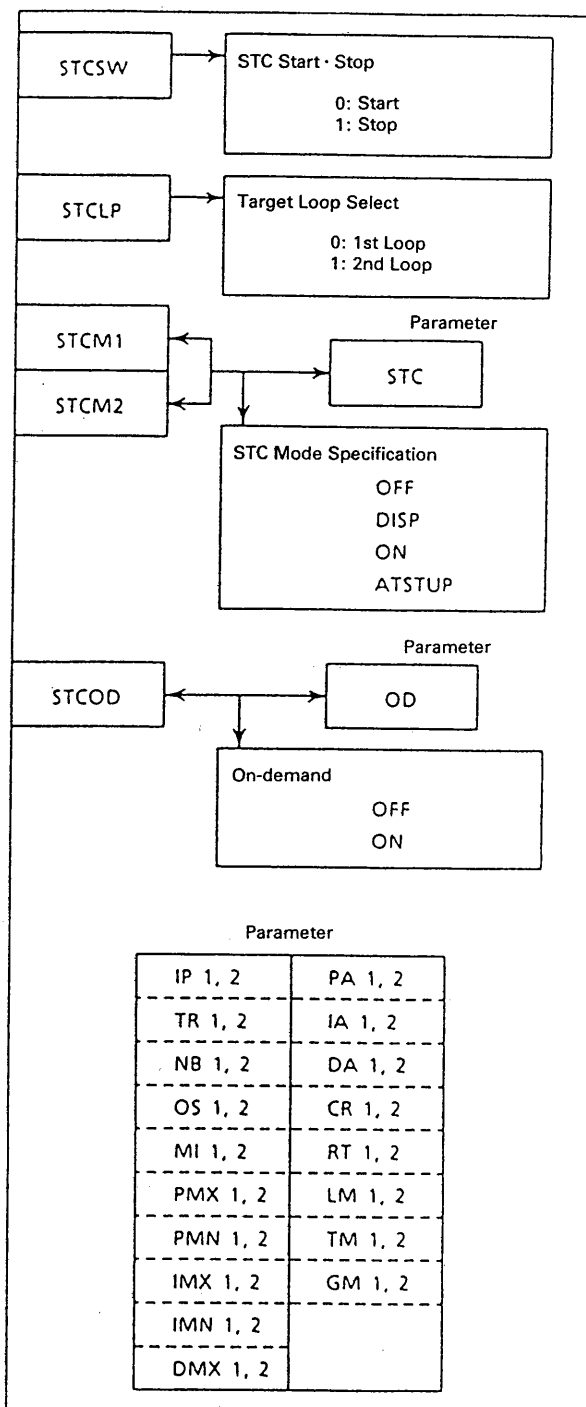 STCSW
STC Start · Stop
0: Start
1: Stop
STCLP
Target Loop Select
0: 1st Loop
1: 2nd Loop
Parameter
STCM1
STC
STCM2
STC Mode Specification
OFF
DISP
ON
ATSTUP
Parameter
STCOD
OD
On-demand
OFF
ON
Parameter
IP 1, 2 PA 1, 2
TR 1, 2 IA 1, 2
NB 1, 2 DA 1, 2
OS 1, 2 CR 1, 2
MI 1, 2 RT 1, 2
PMX 1, 2 LM 1, 2
PMN 1, 2 TM 1, 2
IMX 1, 2 GM 1, 2
IMN 1, 2
DMX 1, 2